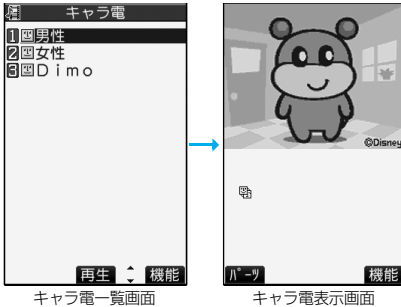 キャラ電
1 男性
2 女性
3 Dimo
再生 機能
キャラ電一覧画面
©Disney
パーツ 機能
キャラ電表示画面